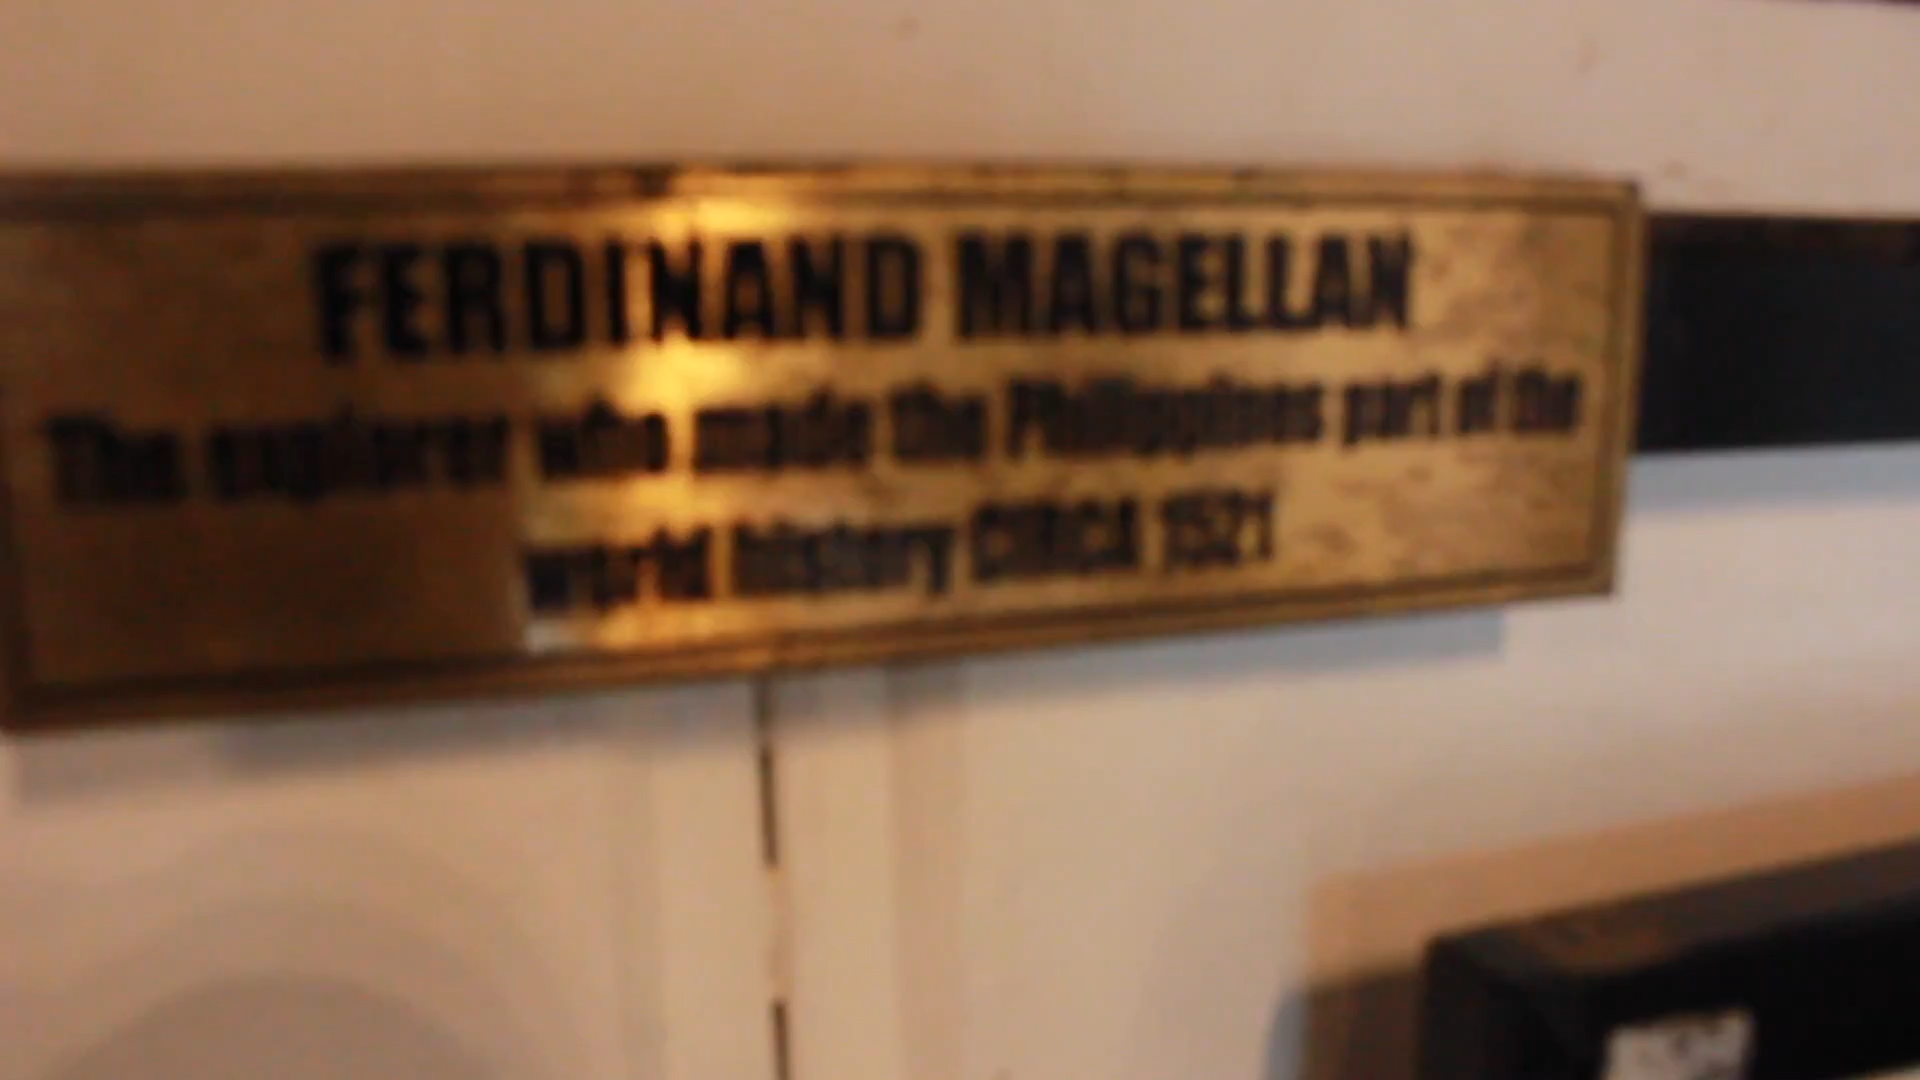 FERDINAND MAGELLAN
The explorer who made the Philippines part of the
world history CIRCA 1521